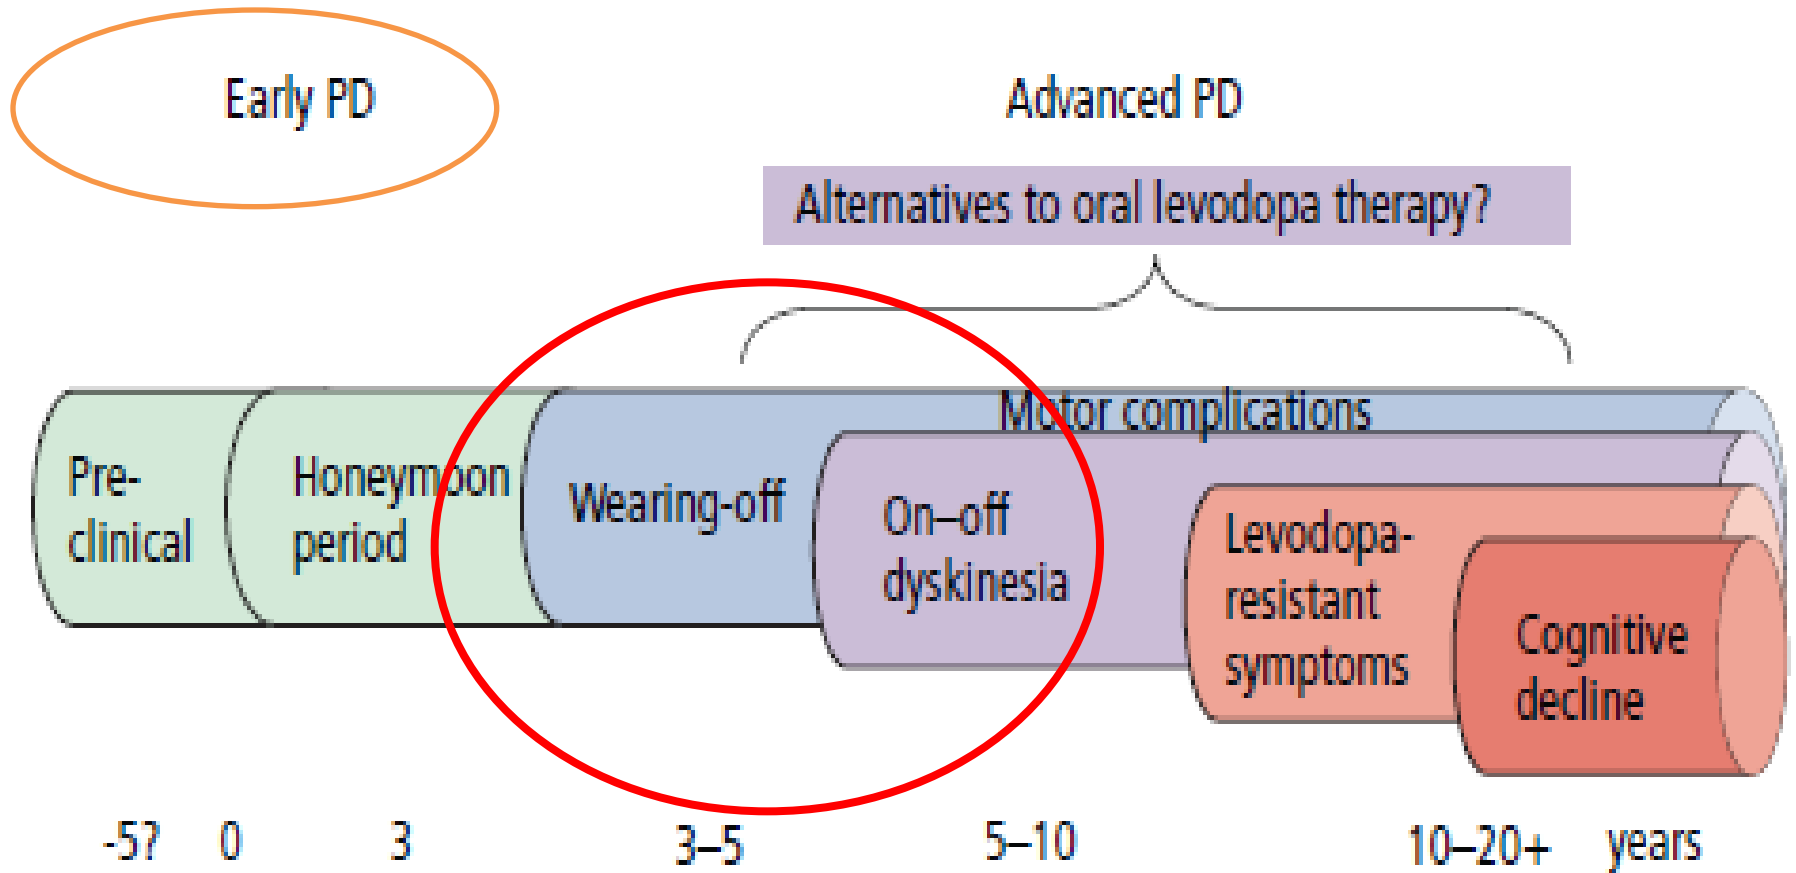 Early PD
Advanced PD
Alternatives to oral levodopa therapy?
Motor complications
Pre-
clinical
Honeymoon
period
Wearing-off
On–off
dyskinesia
Levodopa-
resistant
symptoms
Cognitive
decline
-5? 0 3 3–5 5–10 10–20+ years